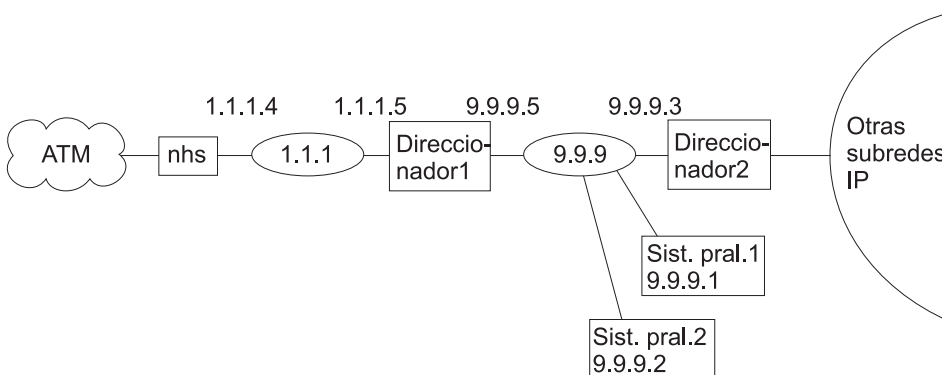 1.1.1.4
1.1.1.5
9.9.9.5
9.9.9.3
ATM
nhs
1.1.1
Direccio-
nador1
9.9.9
Direccio-
nador2
Otras
subredes
IP
Sist. pral.1
9.9.9.1
Sist. pral.2
9.9.9.2